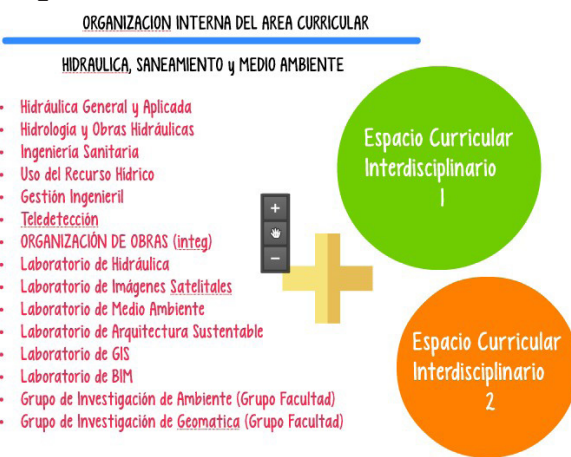 ORGANIZACION INTERNA DEL AREA CURRICULAR
HIDRAULICA, SANEAMIENTO y MEDIO AMBIENTE
• Hidráulica General y Aplicada
• Hidrología y Obras Hidráulicas
• Ingeniería Sanitaria
• Uso del Recurso Hídrico
• Gestión Ingenieril
• Teledetección
• ORGANIZACIÓN DE OBRAS (integ)
• Laboratorio de Hidráulica
• Laboratorio de Imágenes Satelitales
• Laboratorio de Medio Ambiente
• Laboratorio de Arquitectura Sustentable
• Laboratorio de GIS
• Laboratorio de BIM
• Grupo de Investigación de Ambiente (Grupo Facultad)
• Grupo de Investigación de Geomatica (Grupo Facultad)
Espacio Curricular
Interdisciplinario
1
Espacio Curricular
Interdisciplinario
2